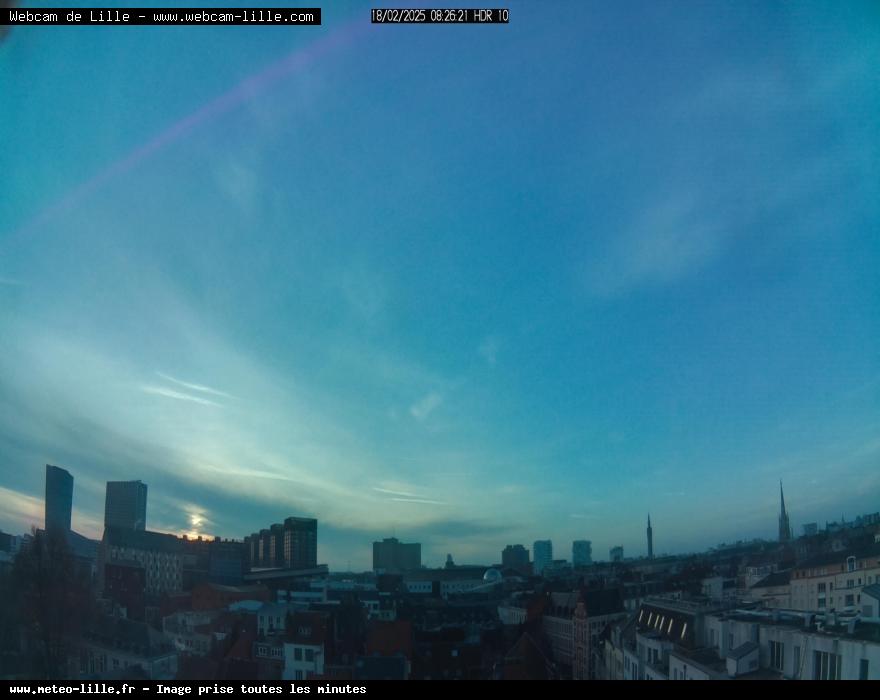 Webcam de Lille - www.webcam-lille.com
18/02/2025 08:26:21 HDR 10
www.meteo-lille.fr - Image prise toutes les minutes